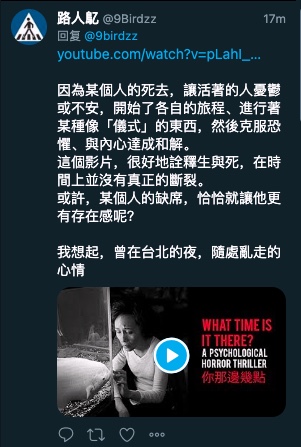 路人鳦 @9Birdzz 17m
回复 @9birdzz
youtube.com/watch?v=pLahI_...
因為某個人的死去，讓活著的人憂鬱
或不安，開始了各自的旅程、進行著
某種像「儀式」的東西，然後克服恐
懼、與內心達成和解。
這個影片，很好地詮釋生與死，在時
間上並沒有真正的斷裂。
或許，某個人的缺席，恰恰就讓他更
有存在感呢？
我想起，曾在台北的夜，隨處亂走的
心情
WHAT TIME IS
IT THERE?
A PSYCHOLOGICAL
HORROR THRILLER
你那邊幾點